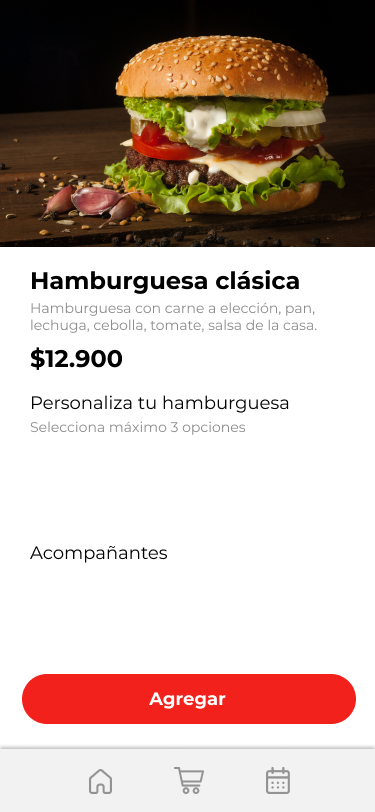 Hamburguesa clásica
Hamburguesa con carne a elección, pan,
lechuga, cebolla, tomate, salsa de la casa.
$12.900
Personaliza tu hamburguesa
Selecciona máximo 3 opciones
Acompañantes
Agregar